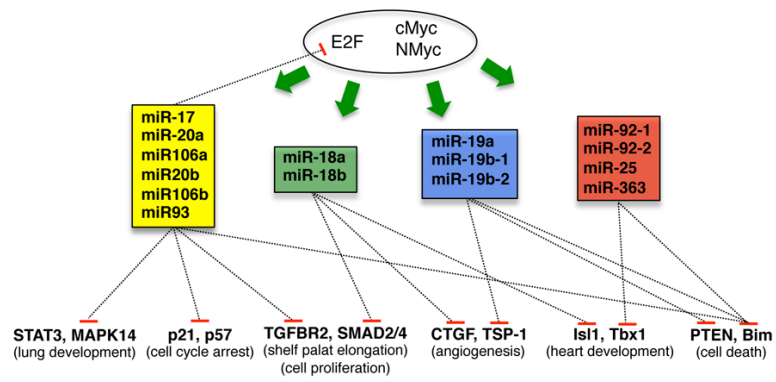 E2F
cMyc
NMyc
miR-17
miR-20a
miR106a
miR20b
miR106b
miR93
miR-18a
miR-18b
miR-19a
miR-19b-1
miR-19b-2
miR-92-1
miR-92-2
miR-25
miR-363
STAT3, MAPK14
(lung development)
p21, p57
(cell cycle arrest)
TGFBR2, SMAD2/4
(shelf palat elongation)
(cell proliferation)
CTGF, TSP-1
(angiogenesis)
Isl1, Tbx1
(heart development)
PTEN, Bim
(cell death)